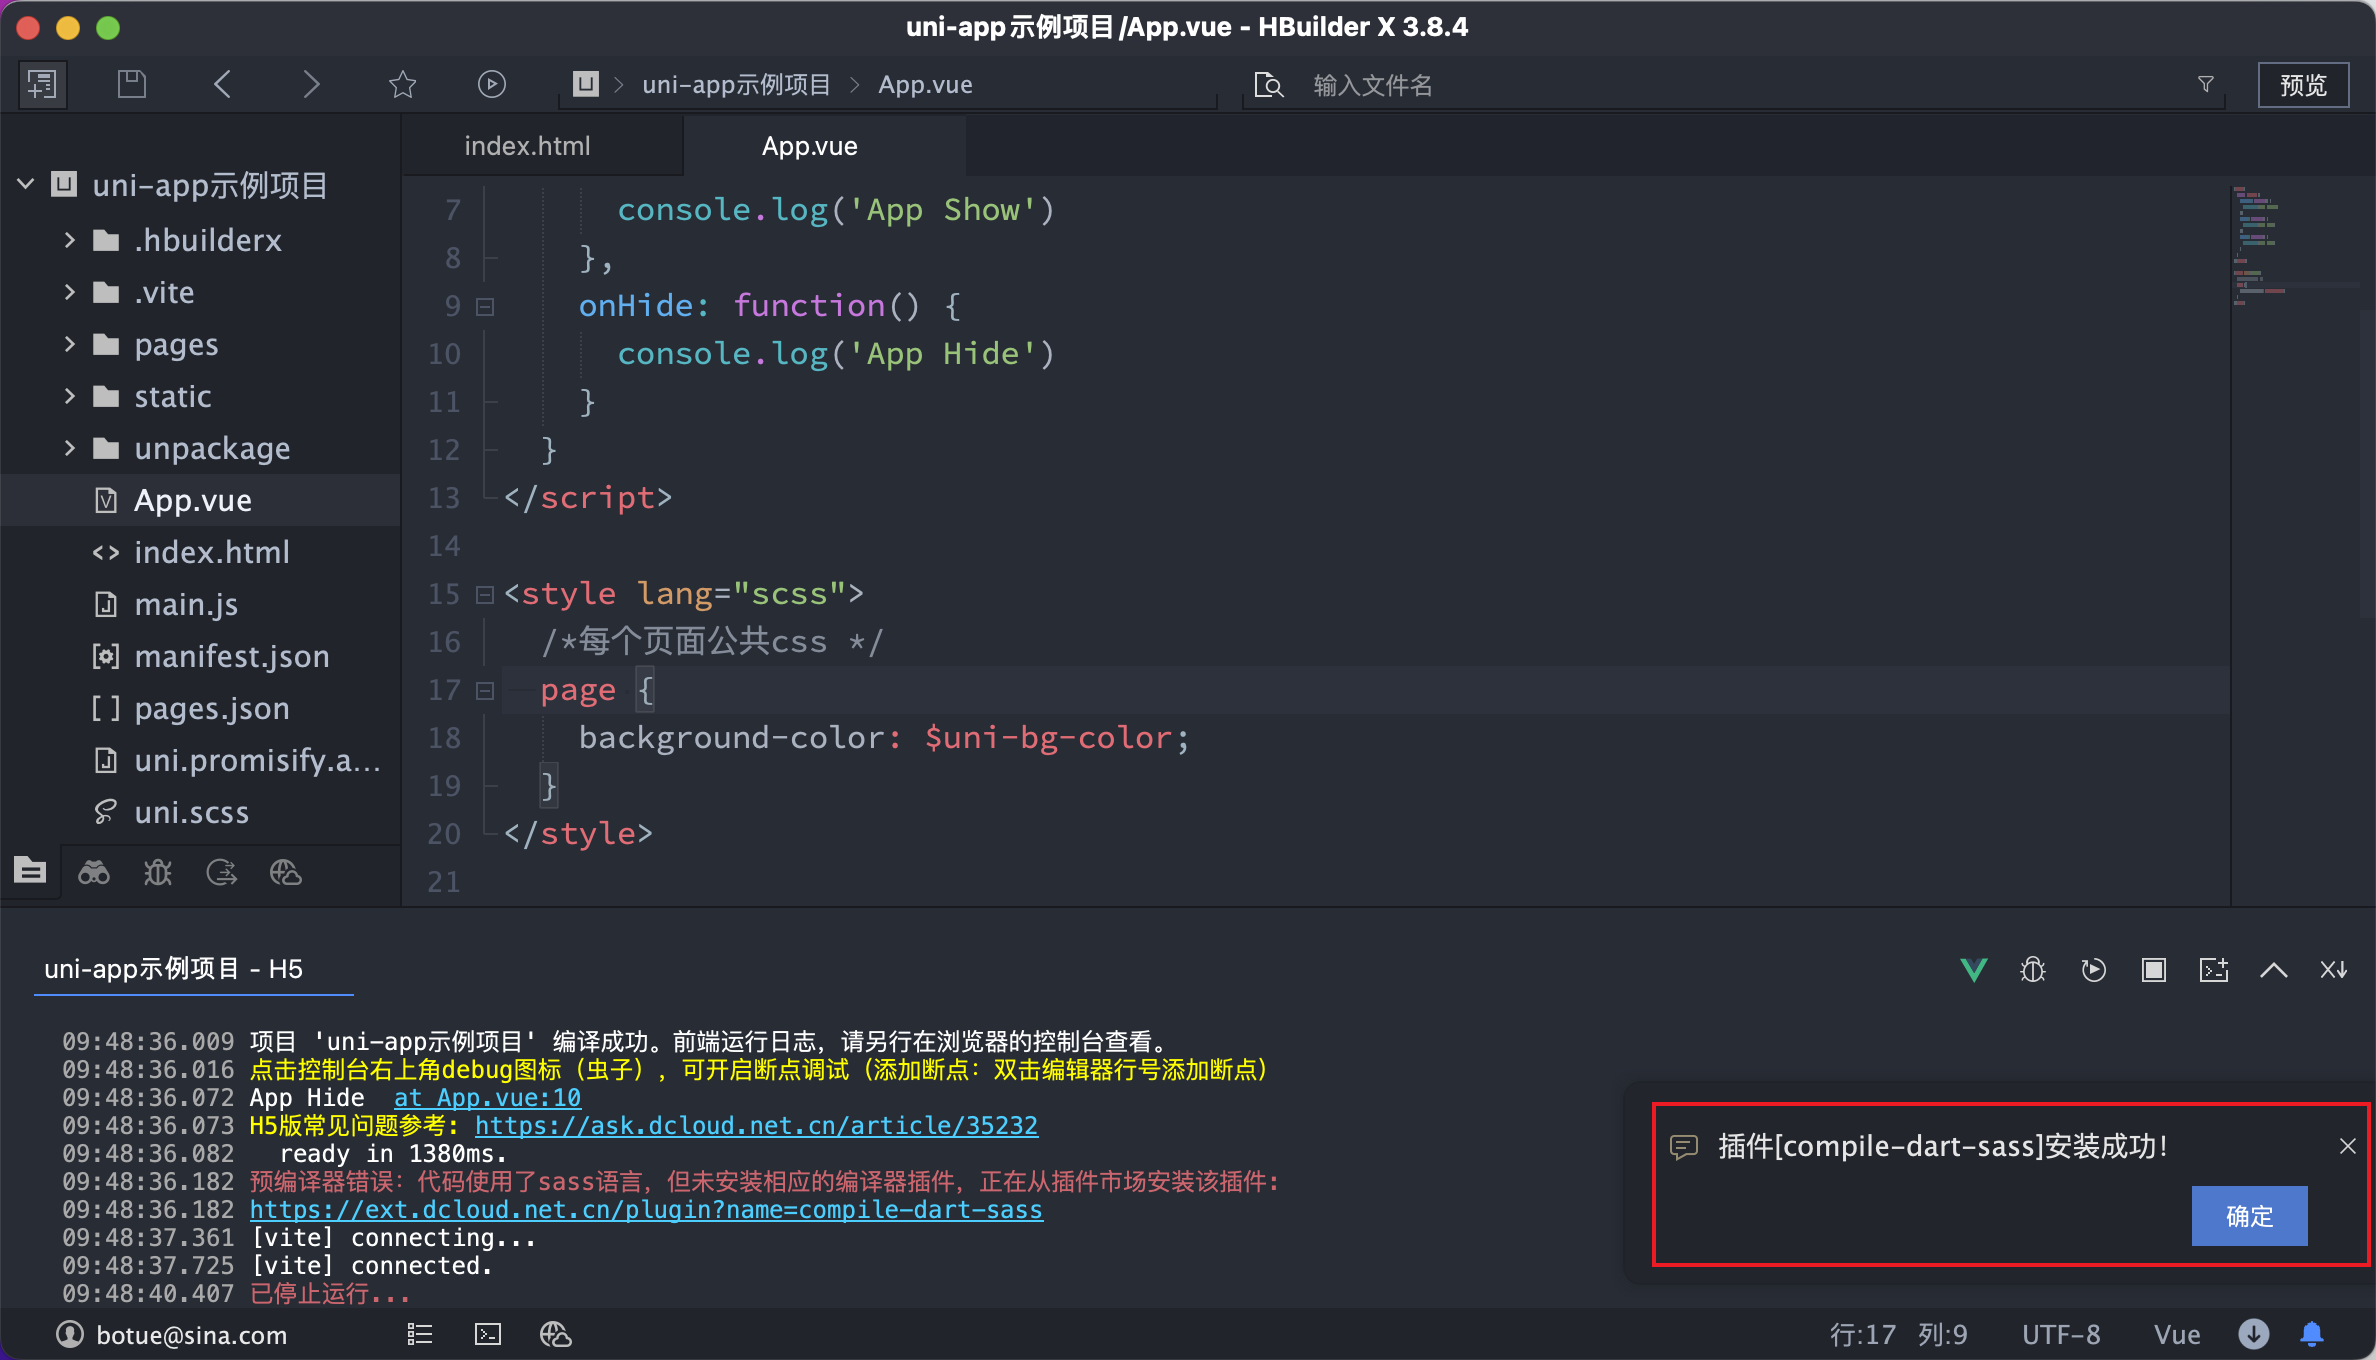 uni-app示例项目/App.vue - HBuilder X 3.8.4
uni-app示例项目 App.vue
输入文件名
预览
index.html App.vue
uni-app示例项目
.hbuilderx
.vite
pages
static
unpackage
App.vue
index.html
main.js
manifest.json
pages.json
uni.promisify.a...
uni.scss
7 console.log('App Show')
8 },
9 onHide: function() {
10 console.log('App Hide')
11 }
12 }
13 </script>
14
15 <style lang="scss">
16 /*每个页面公共css */
17 page {
18 background-color: $uni-bg-color;
19 }
20 </style>
21
uni-app示例项目 - H5
09:48:36.009 项目 'uni-app示例项目' 编译成功。前端运行日志，请另行在浏览器的控制台查看。
09:48:36.016 点击控制台右上角debug图标（虫子），可开启断点调试（添加断点：双击编辑器行号添加断点）
09:48:36.072 App Hide at App.vue:10
09:48:36.073 H5版常见问题参考: https://ask.dcloud.net.cn/article/35232
09:48:36.082 ready in 1380ms.
09:48:36.182 预编译器错误：代码使用了sass语言，但未安装相应的编译器插件，正在从插件市场安装该插件：
09:48:36.182 https://ext.dcloud.net.cn/plugin?name=compile-dart-sass
09:48:37.361 [vite] connecting...
09:48:37.725 [vite] connected.
09:48:40.407 已停止运行...
插件[compile-dart-sass]安装成功！
确定
botue@sina.com
行:17 列:9 UTF-8 Vue